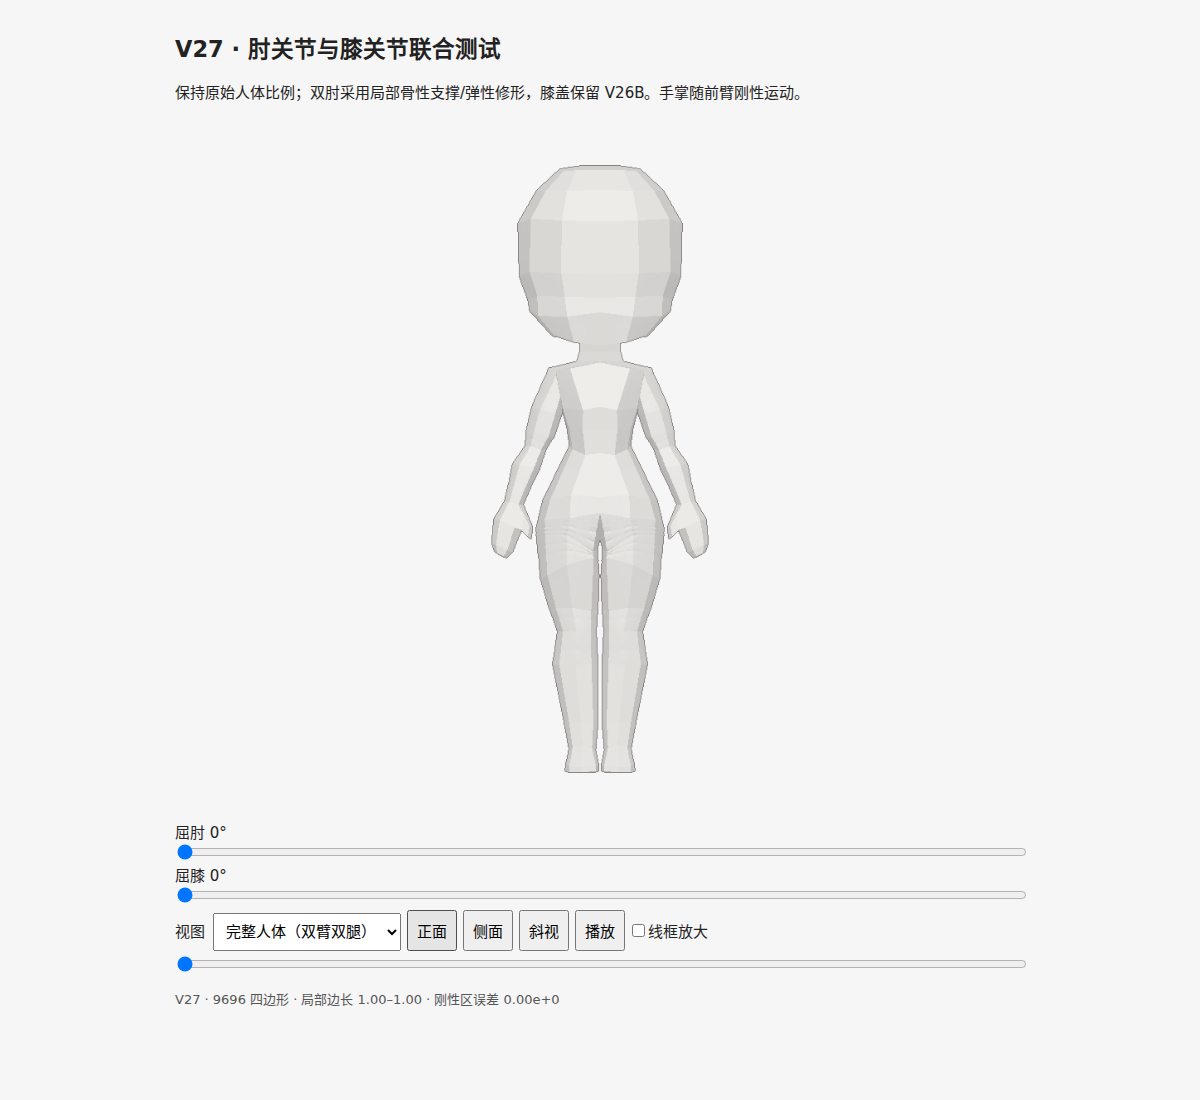 V27 · 肘关节与膝关节联合测试
保持原始人体比例；双肘采用局部骨性支撑/弹性修形，膝盖保留 V26B。手掌随前臂刚性运动。
屈肘 0°
屈膝 0°
视图 完整人体（双臂双腿） 正面 侧面 斜视 播放 线框放大
V27 · 9696 四边形 · 局部边长 1.00–1.00 · 刚性区误差 0.00e+0